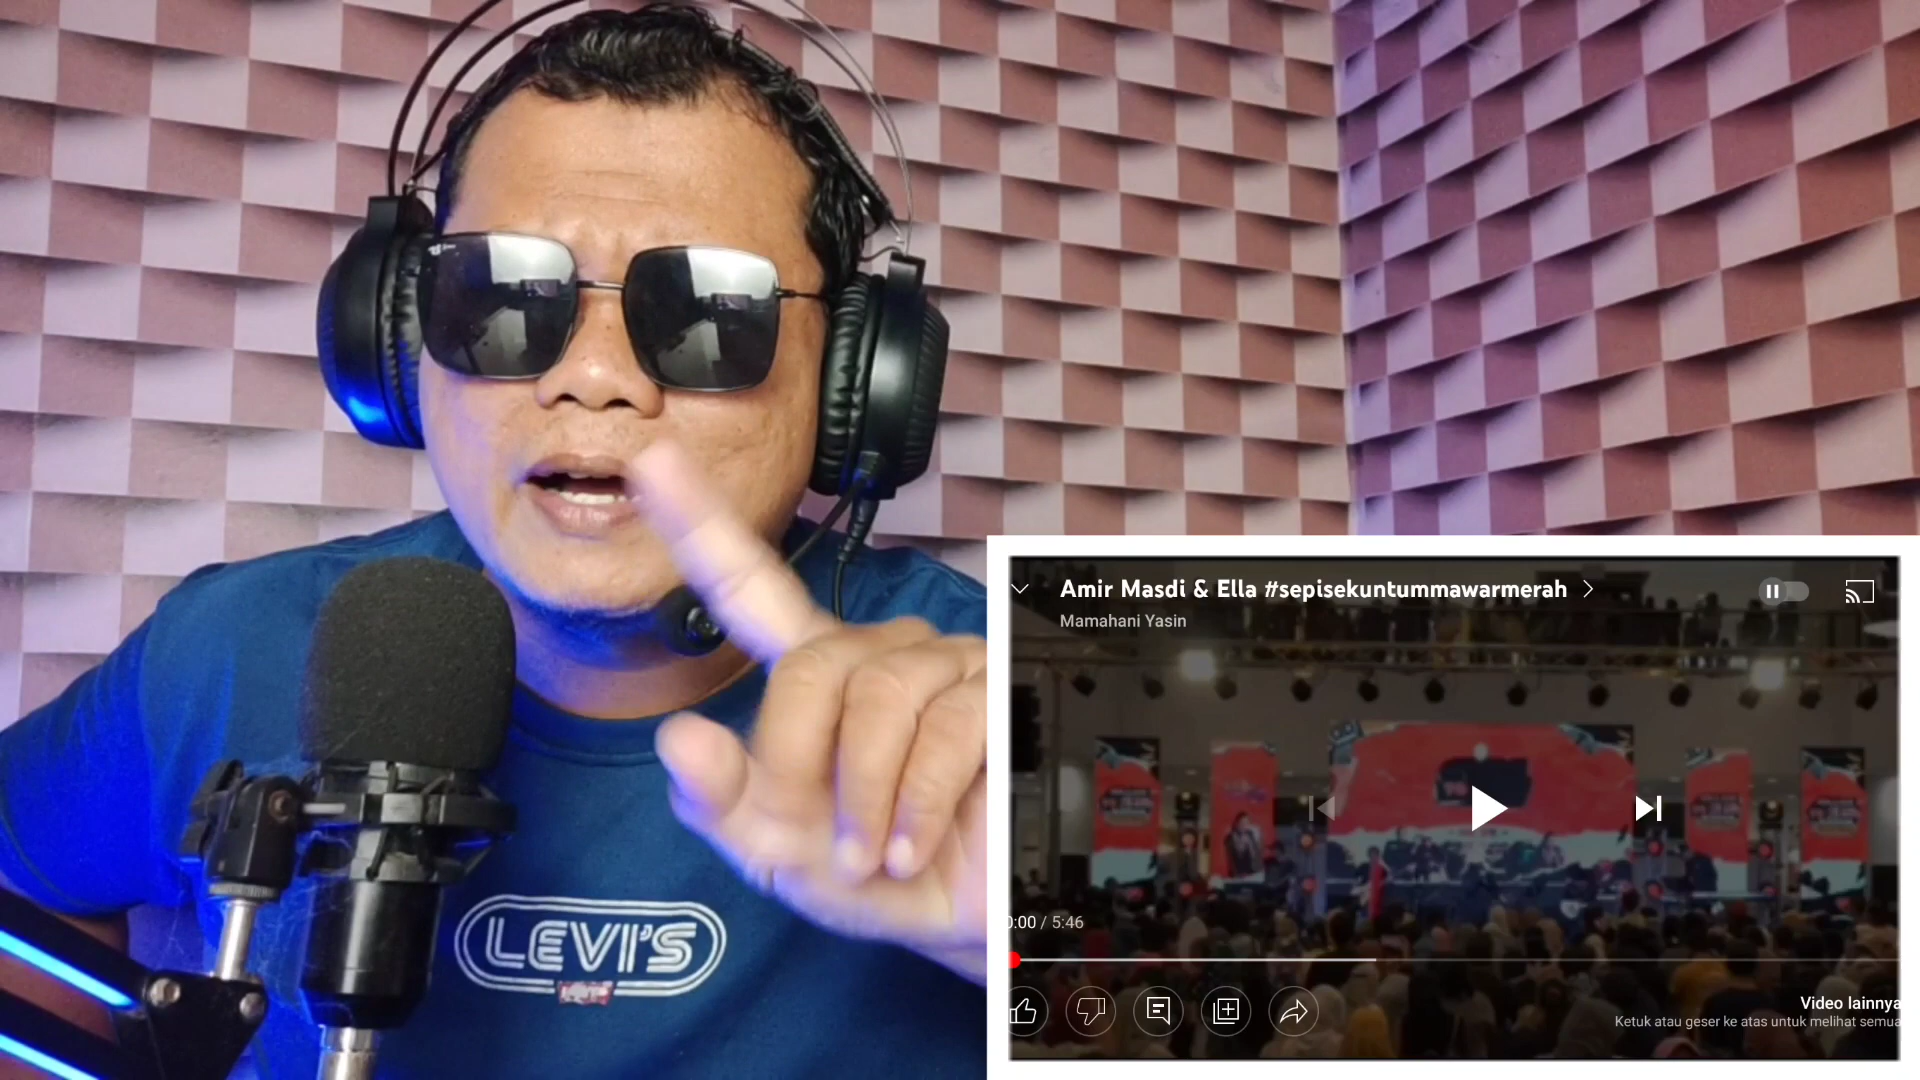 Amir Masdi & Ella #sepisekuntummawarmerah
Mamahani Yasin
0:00 / 5:46
Video lainnya
Ketuk atau geser ke atas untuk melihat semua
LEVI'S